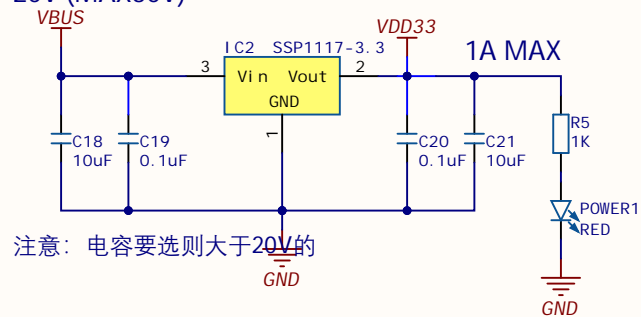 VBUS
IC2 SSP1117-3.3
VDD33
1A MAX
3
Vin Vout
2
GND
1
C18
10uF
C19
0.1uF
C20
0.1uF
C21
10uF
R5
1K
POWER1
RED
注意：电容要选则大于20V的
GND
GND